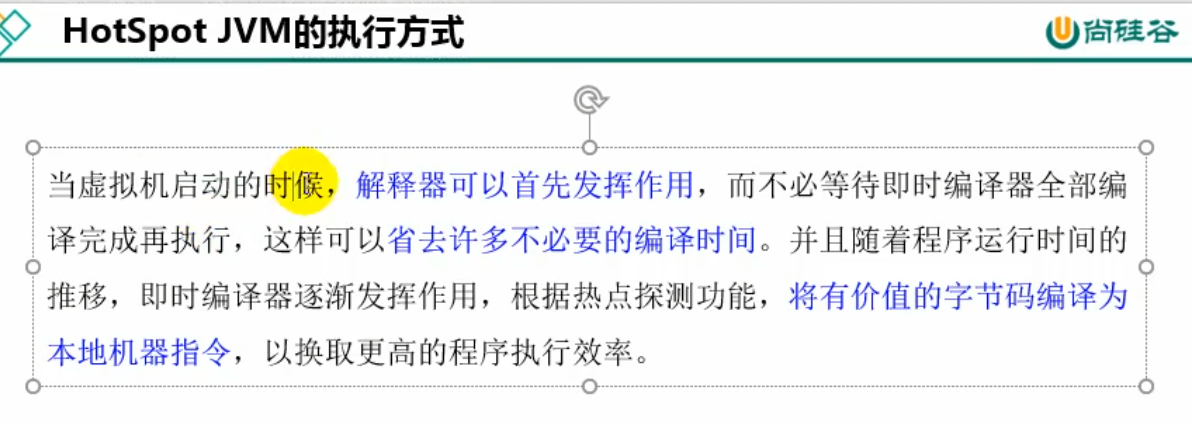 HotSpot JVM的执行方式
尚硅谷
当虚拟机启动的时候，解释器可以首先发挥作用，而不必等待即时编译器全部编
译完成再执行，这样可以省去许多不必要的编译时间。并且随着程序运行时间的
推移，即时编译器逐渐发挥作用，根据热点探测功能，将有价值的字节码编译为
本地机器指令，以换取更高的程序执行效率。